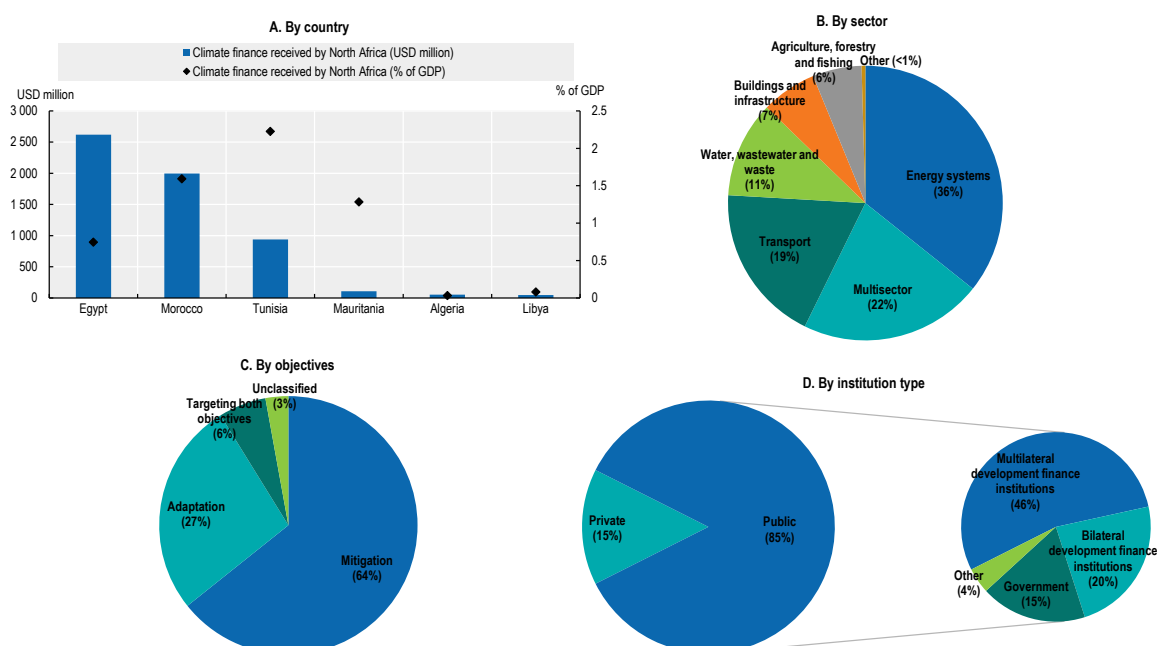 A. By country
Climate finance received by North Africa (USD million)
Climate finance received by North Africa (% of GDP)
USD million
% of GDP
3 000
2 500
2 000
1 500
1 000
500
0
2.5
2
1.5
1
0.5
0
Egypt
Morocco
Tunisia
Mauritania
Algeria
Libya
B. By sector
Agriculture, forestry
and fishing
(6%)
Other (<1%)
Buildings and
infrastructure
(7%)
Water, wastewater and
waste
(11%)
Energy systems
(36%)
Transport
(19%)
Multisector
(22%)
C. By objectives
Unclassified
(3%)
Targeting both
objectives
(6%)
Adaptation
(27%)
Mitigation
(64%)
D. By institution type
Private
(15%)
Public
(85%)
Multilateral
development finance
institutions
(46%)
Bilateral
development finance
institutions
(20%)
Other
(4%)
Government
(15%)